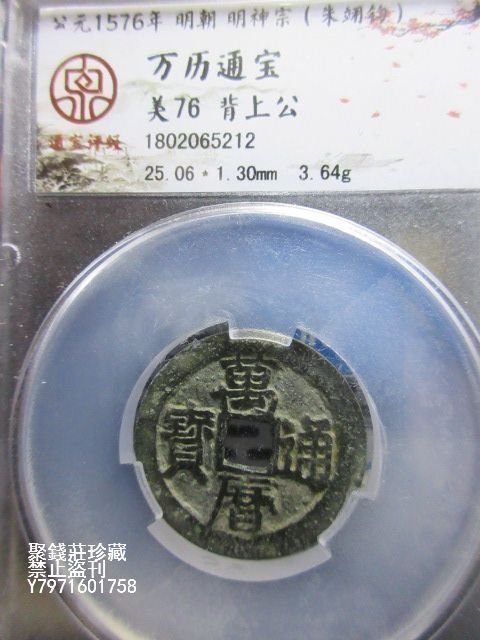 公元1576年 明朝 明神宗（朱翊钧）
万历通宝
美76 背上公
通宝评级
1802065212
25.06 * 1.30mm 3.64g
萬
寶 通
曆
聚錢莊珍藏
禁止盜刊
Y7971601758